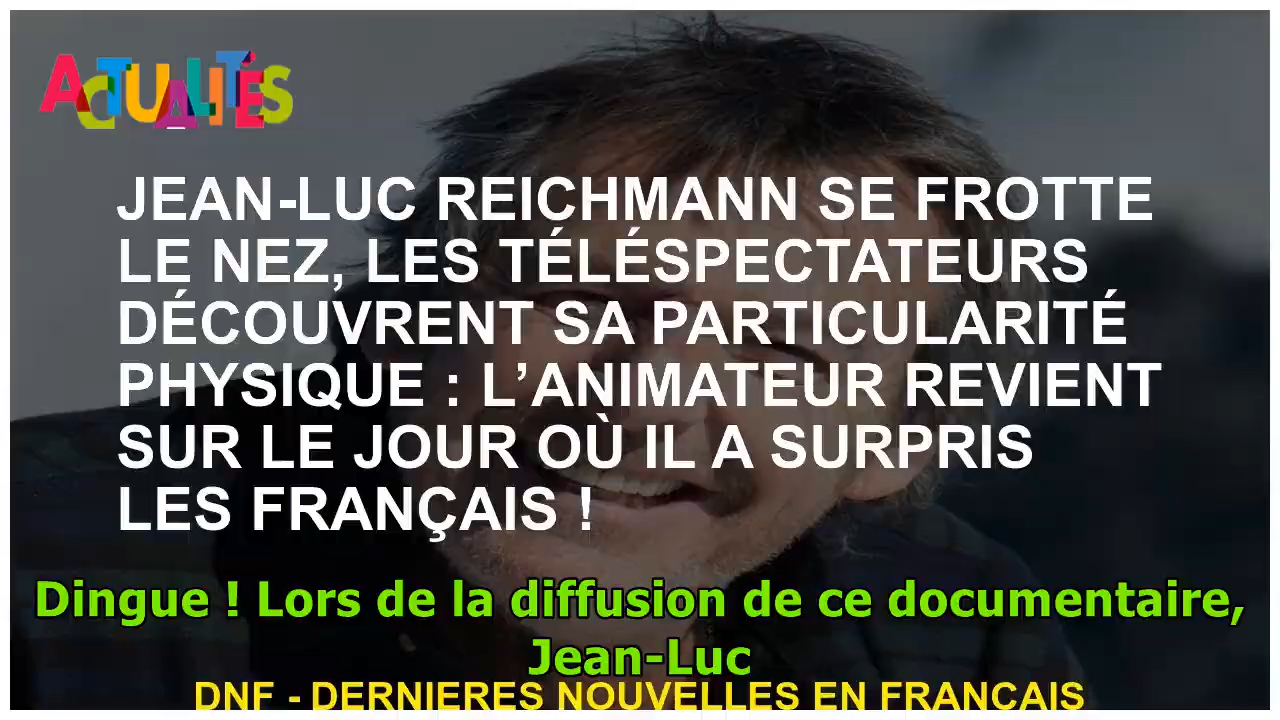 ACTUALITÉS
JEAN-LUC REICHMANN SE FROTTE
LE NEZ, LES TÉLÉSPECTATEURS
DÉCOUVRENT SA PARTICULARITÉ
PHYSIQUE : L’ANIMATEUR REVIENT
SUR LE JOUR OÙ IL A SURPRIS
LES FRANÇAIS !
Dingue ! Lors de la diffusion de ce documentaire,
Jean-Luc
DNF - DERNIERES NOUVELLES EN FRANCAIS